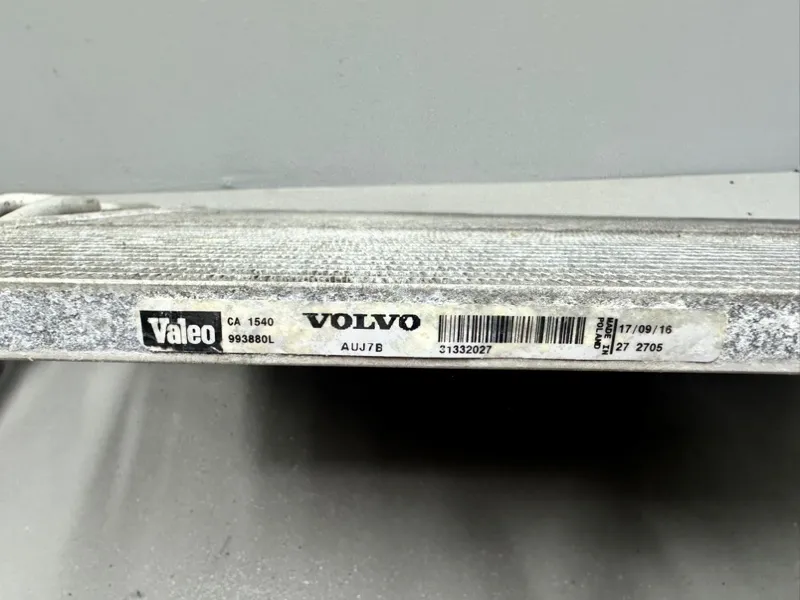 Valeo
CA 1540
993880L
VOLVO
AUJ7B
31332027
MADE IN
POLAND
17/09/16
27 2705